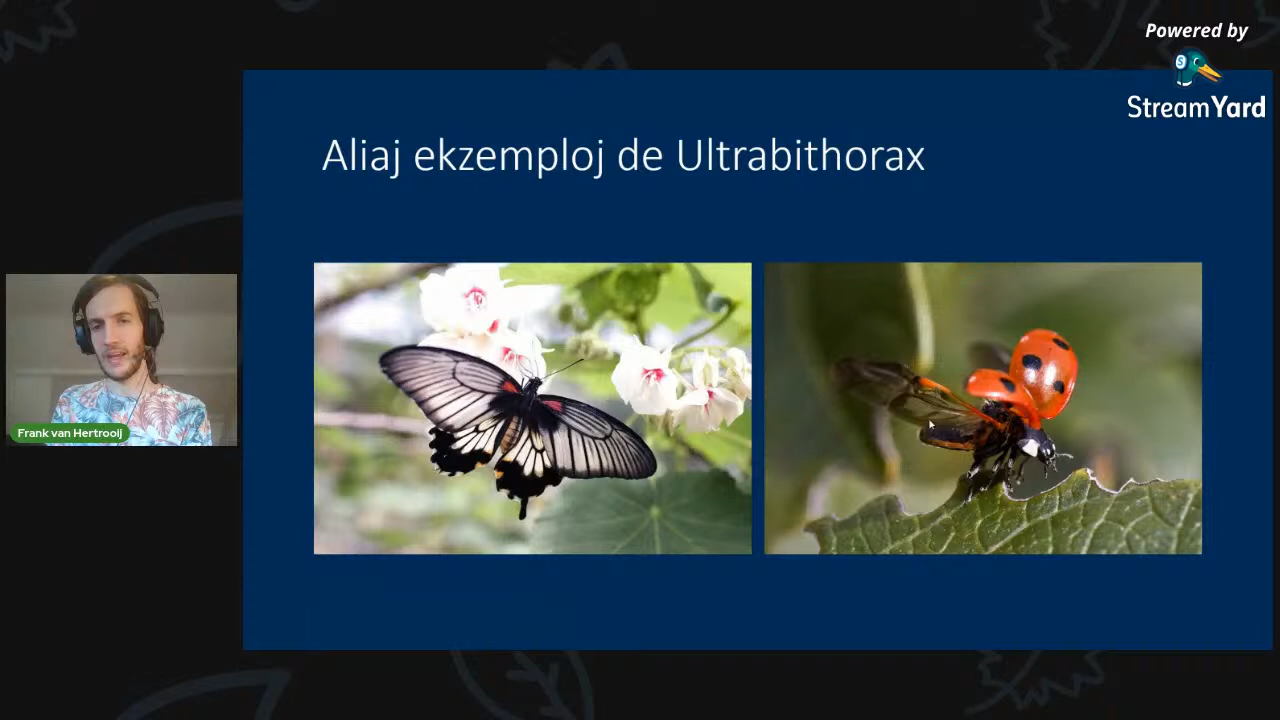 Powered by
StreamYard
Aliaj ekzemploj de Ultrabithorax
Frank van Hertrooij